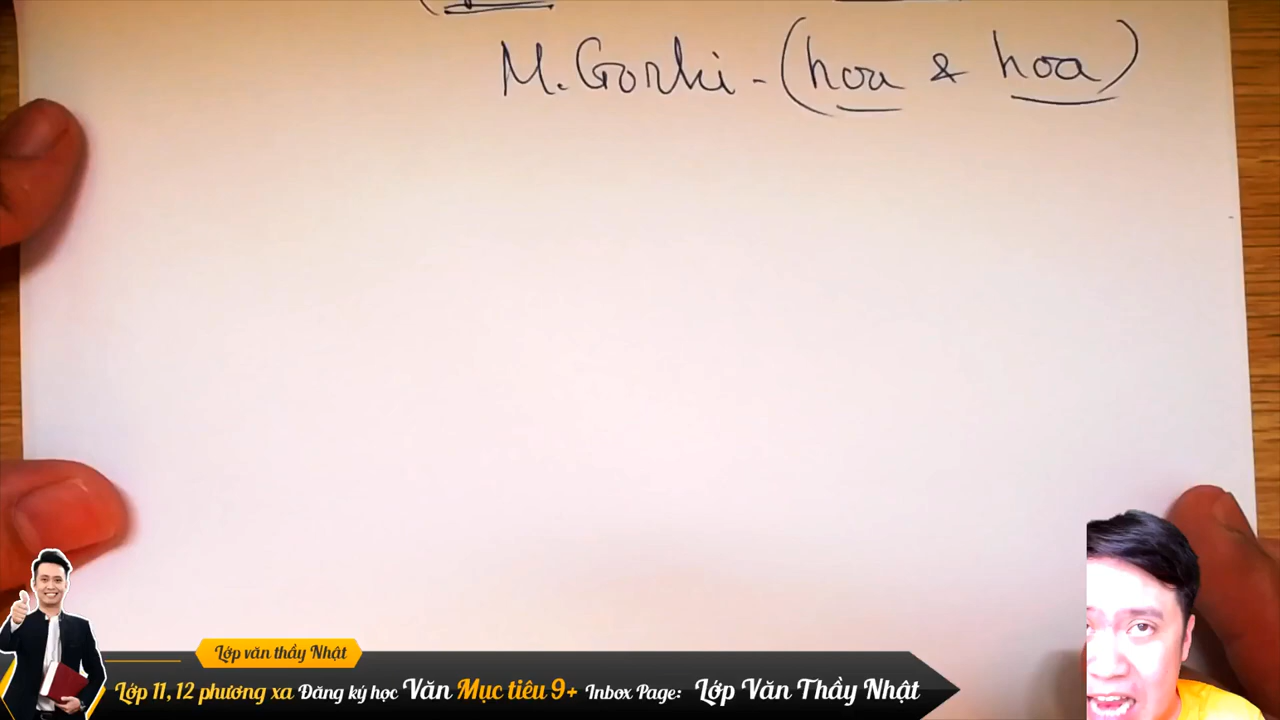 M. Gorki - (hoa & hoa)
Lớp văn thầy Nhật
Lớp 11, 12 phương xa Đăng ký học Văn Mục tiêu 9+ Inbox Page: Lớp Văn Thầy Nhật